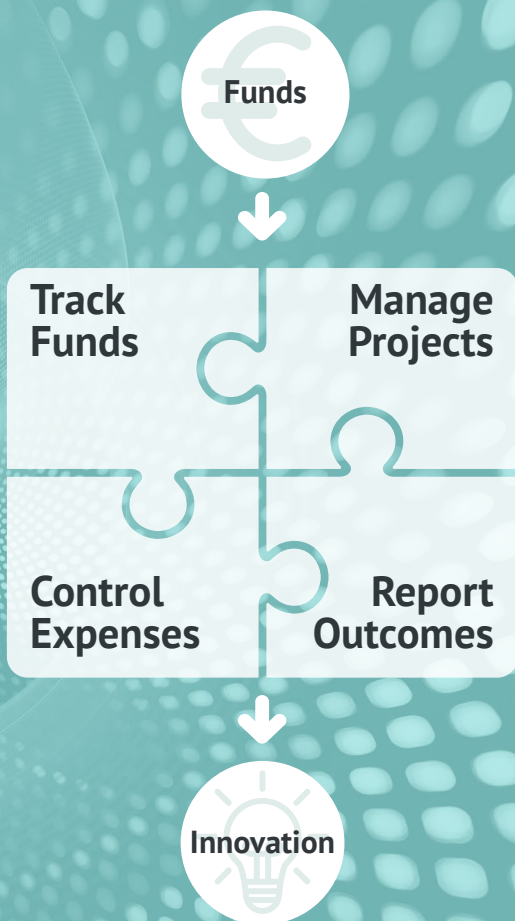 Funds
Track
Funds
Manage
Projects
Control
Expenses
Report
Outcomes
Innovation